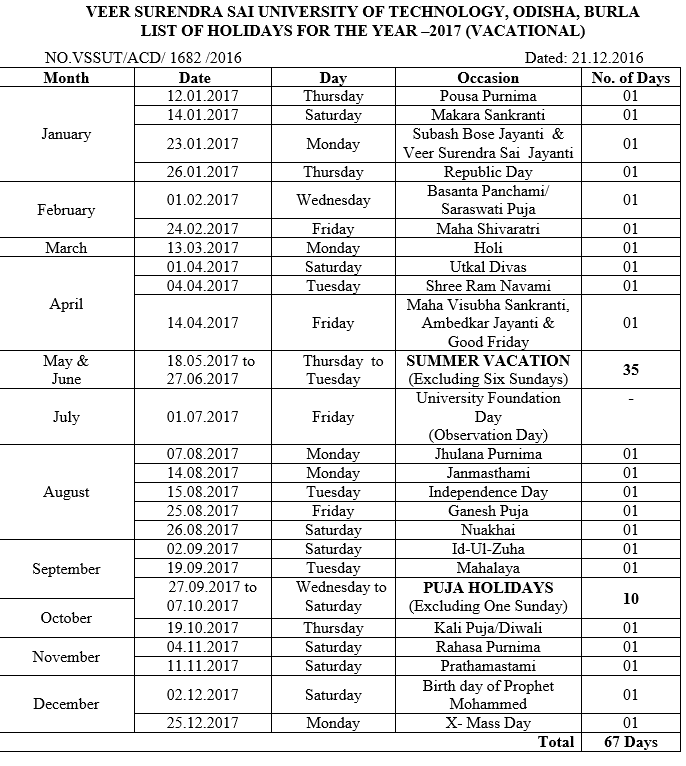 VEER SURENDRA SAI UNIVERSITY OF TECHNOLOGY, ODISHA, BURLA
LIST OF HOLIDAYS FOR THE YEAR –2017 (VACATIONAL)
NO.VSSUT/ACD/ 1682 /2016 Dated: 21.12.2016
Month Date Day Occasion No. of Days
January 12.01.2017 Thursday Pousa Purnima 01
14.01.2017 Saturday Makara Sankranti 01
23.01.2017 Monday Subash Bose Jayanti &
Veer Surendra Sai Jayanti 01
26.01.2017 Thursday Republic Day 01
February 01.02.2017 Wednesday Basanta Panchami/
Saraswati Puja 01
24.02.2017 Friday Maha Shivaratri 01
March 13.03.2017 Monday Holi 01
April 01.04.2017 Saturday Utkal Divas 01
04.04.2017 Tuesday Shree Ram Navami 01
14.04.2017 Friday Maha Visubha Sankranti,
Ambedkar Jayanti &
Good Friday 01
May & 18.05.2017 to Thursday to SUMMER VACATION 35
June 27.06.2017 Tuesday (Excluding Six Sundays)
July 01.07.2017 Friday University Foundation -
Day
(Observation Day)
August 07.08.2017 Monday Jhulana Purnima 01
14.08.2017 Monday Janmasthami 01
15.08.2017 Tuesday Independence Day 01
25.08.2017 Friday Ganesh Puja 01
26.08.2017 Saturday Nuakhai 01
September 02.09.2017 Saturday Id-Ul-Zuha 01
19.09.2017 Tuesday Mahalaya 01
27.09.2017 to Wednesday to PUJA HOLIDAYS 10
October 07.10.2017 Saturday (Excluding One Sunday)
19.10.2017 Thursday Kali Puja/Diwali 01
November 04.11.2017 Saturday Rahasa Purnima 01
11.11.2017 Saturday Prathamastami 01
December 02.12.2017 Saturday Birth day of Prophet
Mohammed 01
25.12.2017 Monday X- Mass Day 01
Total 67 Days